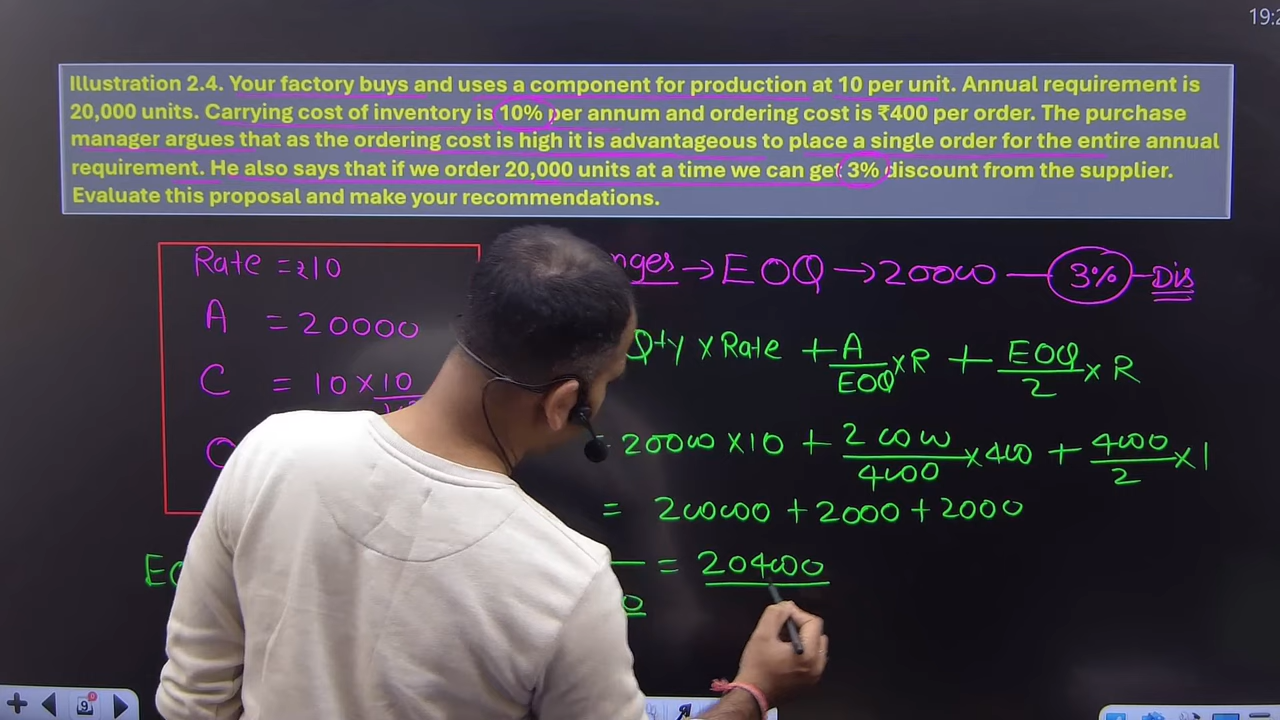 19:2
Illustration 2.4. Your factory buys and uses a component for production at 10 per unit. Annual requirement is
20,000 units. Carrying cost of inventory is 10% per annum and ordering cost is ₹400 per order. The purchase
manager argues that as the ordering cost is high it is advantageous to place a single order for the entire annual
requirement. He also says that if we order 20,000 units at a time we can get 3% discount from the supplier.
Evaluate this proposal and make your recommendations.
Rate = ₹10
A = 20000
C = 10 × 10
O
nges → EOQ → 20000 — 3% — Dis
Qty × Rate + A/EOQ × R + EOQ/2 × R
= 20000 × 10 + 20000/4000 × 400 + 4000/2 × 1
= 200000 + 2000 + 2000
= 204000
EO
0
9